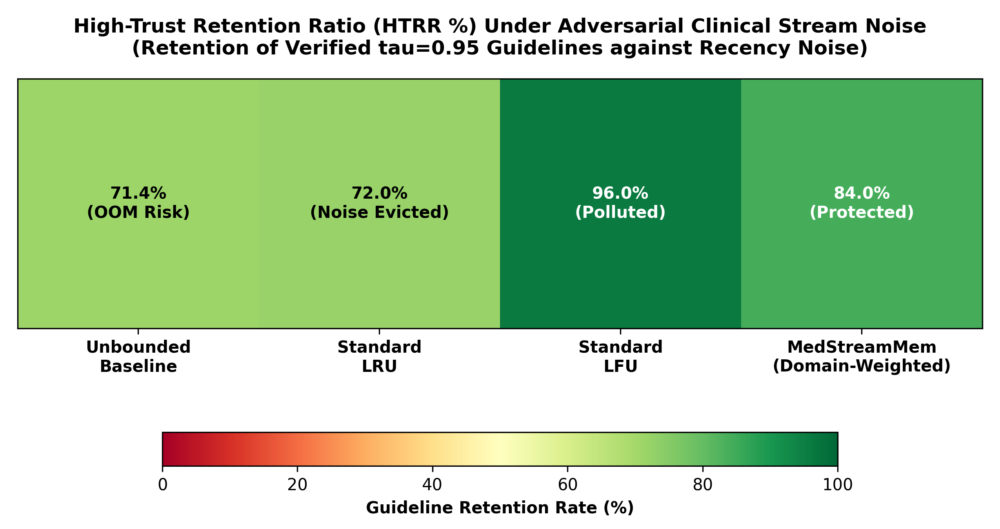 High-Trust Retention Ratio (HTRR %) Under Adversarial Clinical Stream Noise
(Retention of Verified tau=0.95 Guidelines against Recency Noise)
71.4%
(OOM Risk)
72.0%
(Noise Evicted)
96.0%
(Polluted)
84.0%
(Protected)
Unbounded
Baseline
Standard
LRU
Standard
LFU
MedStreamMem
(Domain-Weighted)
0 20 40 60 80 100
Guideline Retention Rate (%)